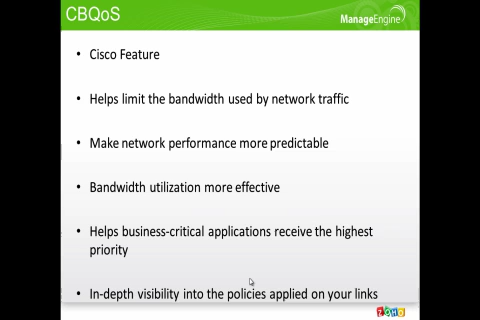 CBQoS
ManageEngine
• Cisco Feature
• Helps limit the bandwidth used by network traffic
• Make network performance more predictable
• Bandwidth utilization more effective
• Helps business-critical applications receive the highest
priority
• In-depth visibility into the policies applied on your links
ZOHO